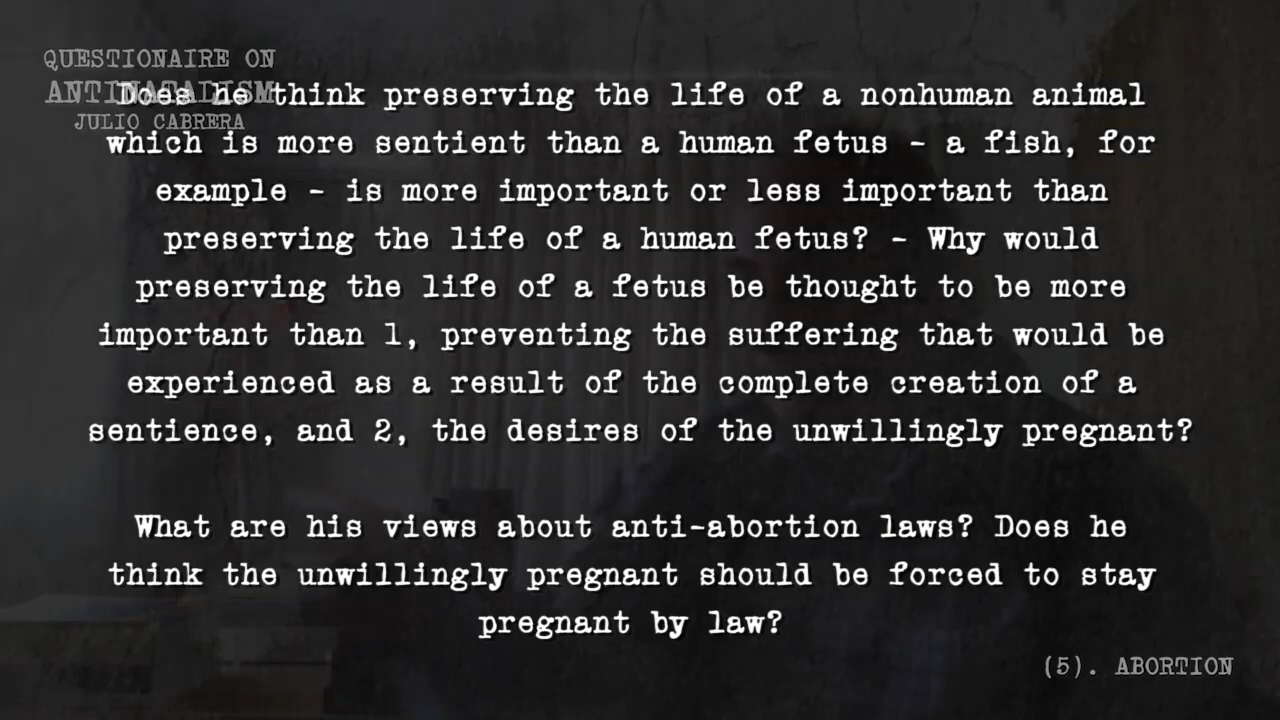 QUESTIONAIRE ON
ANTINATALISM
JULIO CABRERA
Does he think preserving the life of a nonhuman animal
which is more sentient than a human fetus - a fish, for
example - is more important or less important than
preserving the life of a human fetus? - Why would
preserving the life of a fetus be thought to be more
important than 1, preventing the suffering that would be
experienced as a result of the complete creation of a
sentience, and 2, the desires of the unwillingly pregnant?
What are his views about anti-abortion laws? Does he
think the unwillingly pregnant should be forced to stay
pregnant by law?
(5). ABORTION